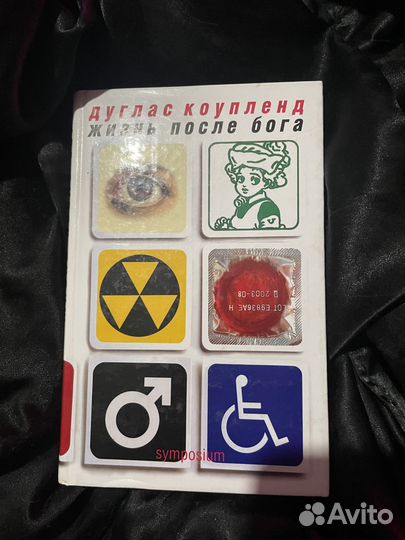 дуглас коупленд
жизнь после бога
LOT E9836AE H
2003-08
symposium
Avito